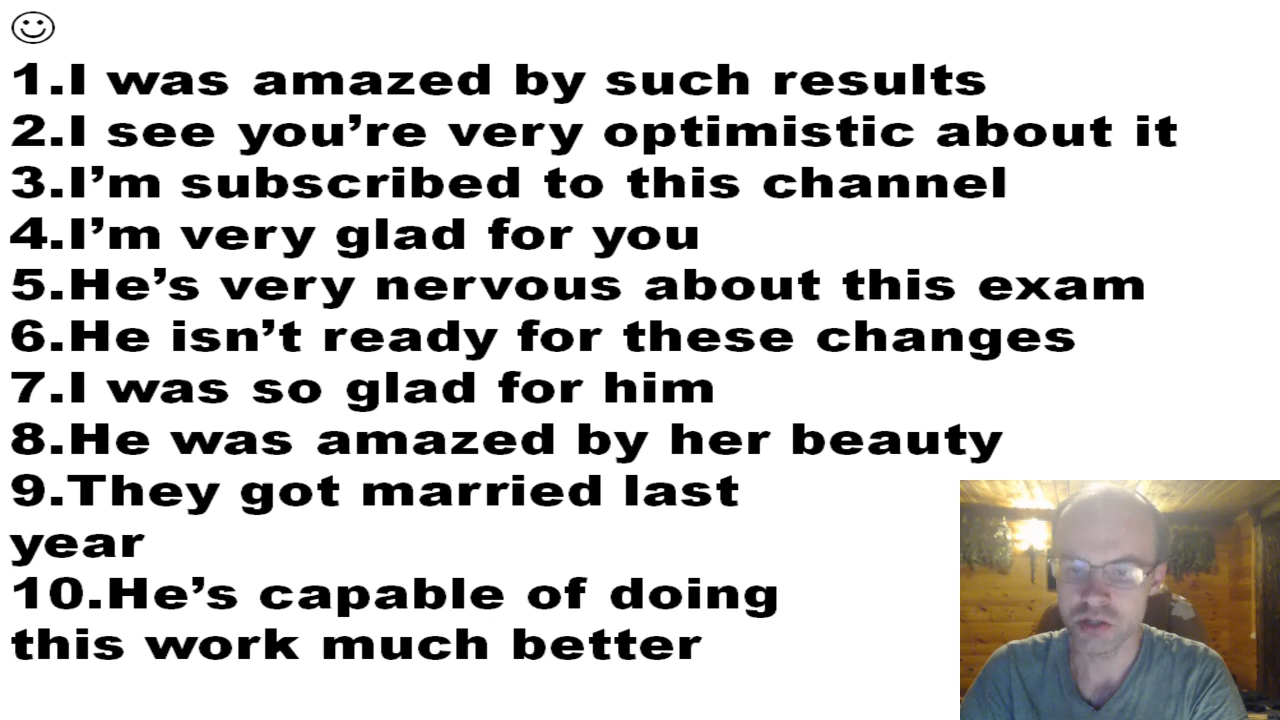 ☺
1.I was amazed by such results
2.I see you’re very optimistic about it
3.I’m subscribed to this channel
4.I’m very glad for you
5.He’s very nervous about this exam
6.He isn’t ready for these changes
7.I was so glad for him
8.He was amazed by her beauty
9.They got married last
year
10.He’s capable of doing
this work much better